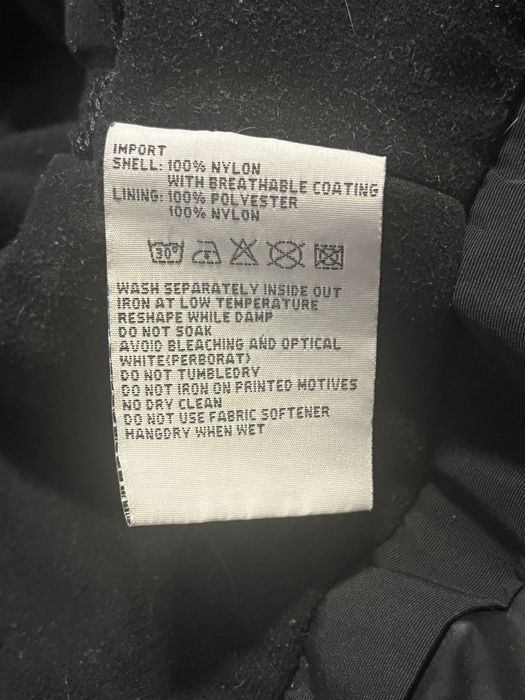 IMPORT
SHELL: 100% NYLON
WITH BREATHABLE COATING
LINING: 100% POLYESTER
100% NYLON
30°
WASH SEPARATELY INSIDE OUT
IRON AT LOW TEMPERATURE
RESHAPE WHILE DAMP
DO NOT SOAK
AVOID BLEACHING AND OPTICAL
WHITE(PERBORAT)
DO NOT TUMBLEDRY
DO NOT IRON ON PRINTED MOTIVES
NO DRY CLEAN
DO NOT USE FABRIC SOFTENER
HANGDRY WHEN WET